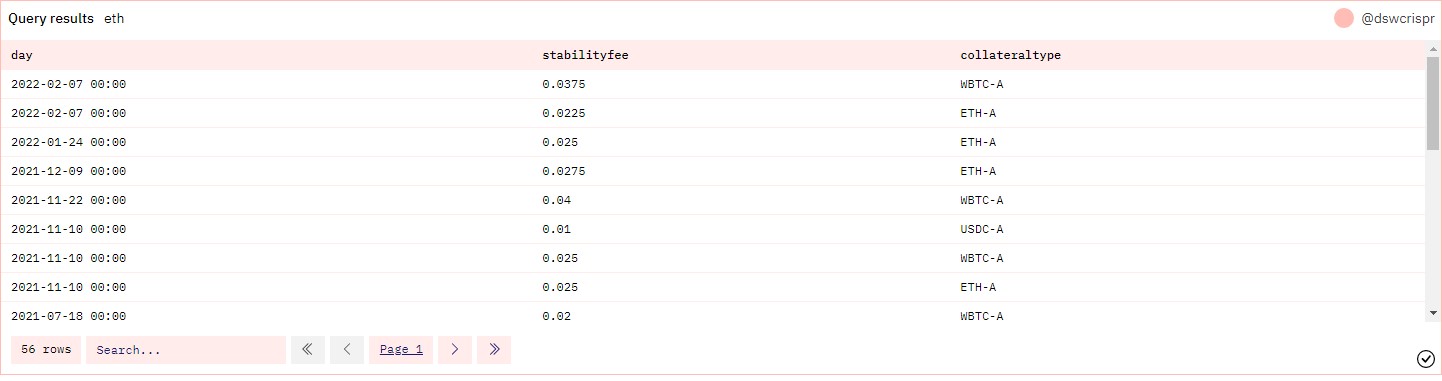 Query results eth @dswcrispr
day stabilityfee collateraltype
2022-02-07 00:00 0.0375 WBTC-A
2022-02-07 00:00 0.0225 ETH-A
2022-01-24 00:00 0.025 ETH-A
2021-12-09 00:00 0.0275 ETH-A
2021-11-22 00:00 0.04 WBTC-A
2021-11-10 00:00 0.01 USDC-A
2021-11-10 00:00 0.025 WBTC-A
2021-11-10 00:00 0.025 ETH-A
2021-07-18 00:00 0.02 WBTC-A
56 rows Search... Page 1